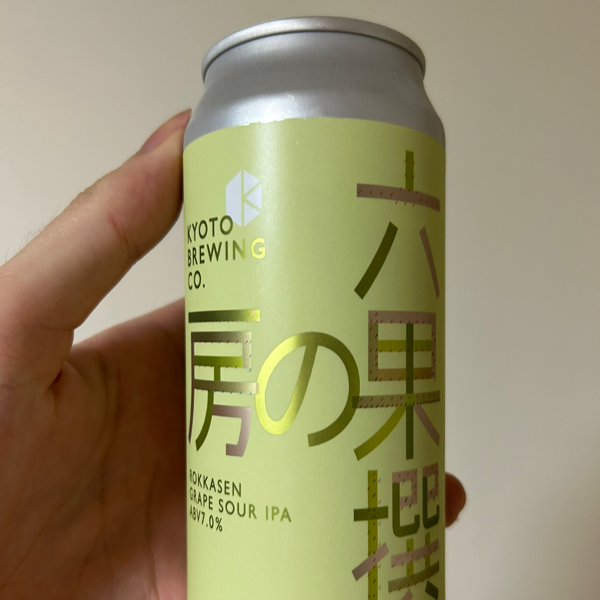 KYOTO
BREWING
CO.
六果撰
の房
ROKKASEN
GRAPE SOUR IPA
ABV7.0%